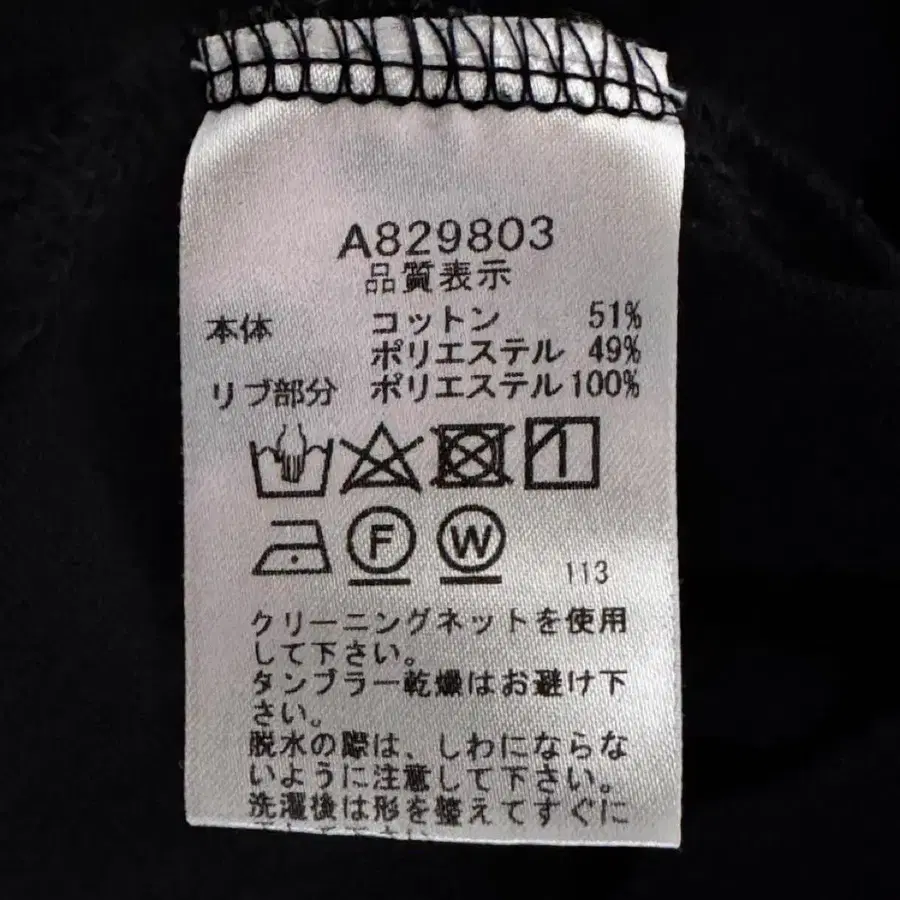 A829803
品質表示
本体 コットン 51%
ポリエステル 49%
リブ部分 ポリエステル 100%
F W 113
クリーニングネットを使用
して下さい。
タンブラー乾燥はお避け下
さい。
脱水の際は、しわにならな
いように注意して下さい。
洗濯後は形を整えてすぐに